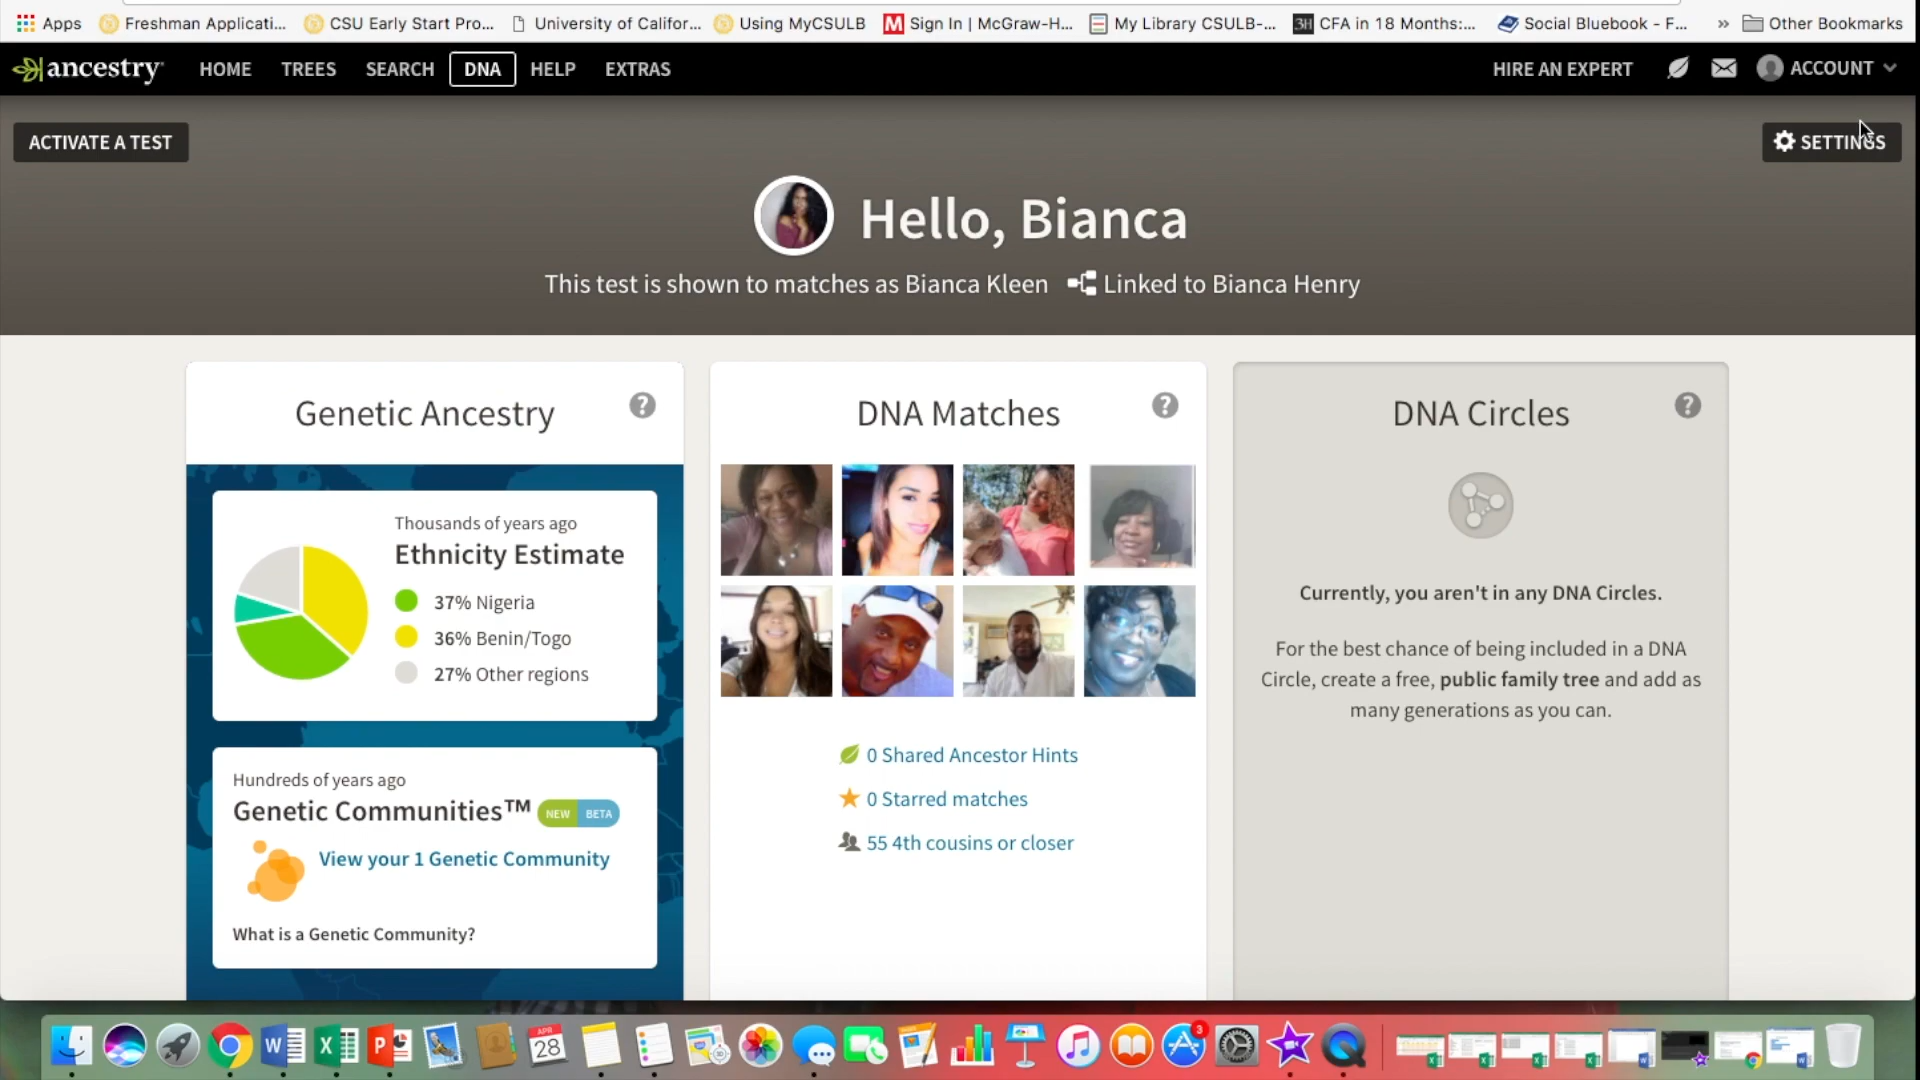 Apps Freshman Applicati... CSU Early Start Pro... University of Califor... Using MyCSULB Sign In | McGraw-H... My Library CSULB-... 3H CFA in 18 Months:... Social Bluebook - F... » Other Bookmarks
ancestry HOME TREES SEARCH DNA HELP EXTRAS HIRE AN EXPERT ACCOUNT
ACTIVATE A TEST SETTINGS
Hello, Bianca
This test is shown to matches as Bianca Kleen Linked to Bianca Henry
Genetic Ancestry ?
Thousands of years ago
Ethnicity Estimate
37% Nigeria
36% Benin/Togo
27% Other regions
Hundreds of years ago
Genetic Communities™ NEW BETA
View your 1 Genetic Community
What is a Genetic Community?
DNA Matches ?
0 Shared Ancestor Hints
0 Starred matches
55 4th cousins or closer
DNA Circles ?
Currently, you aren't in any DNA Circles.
For the best chance of being included in a DNA
Circle, create a free, public family tree and add as
many generations as you can.
W X P APR 28 3